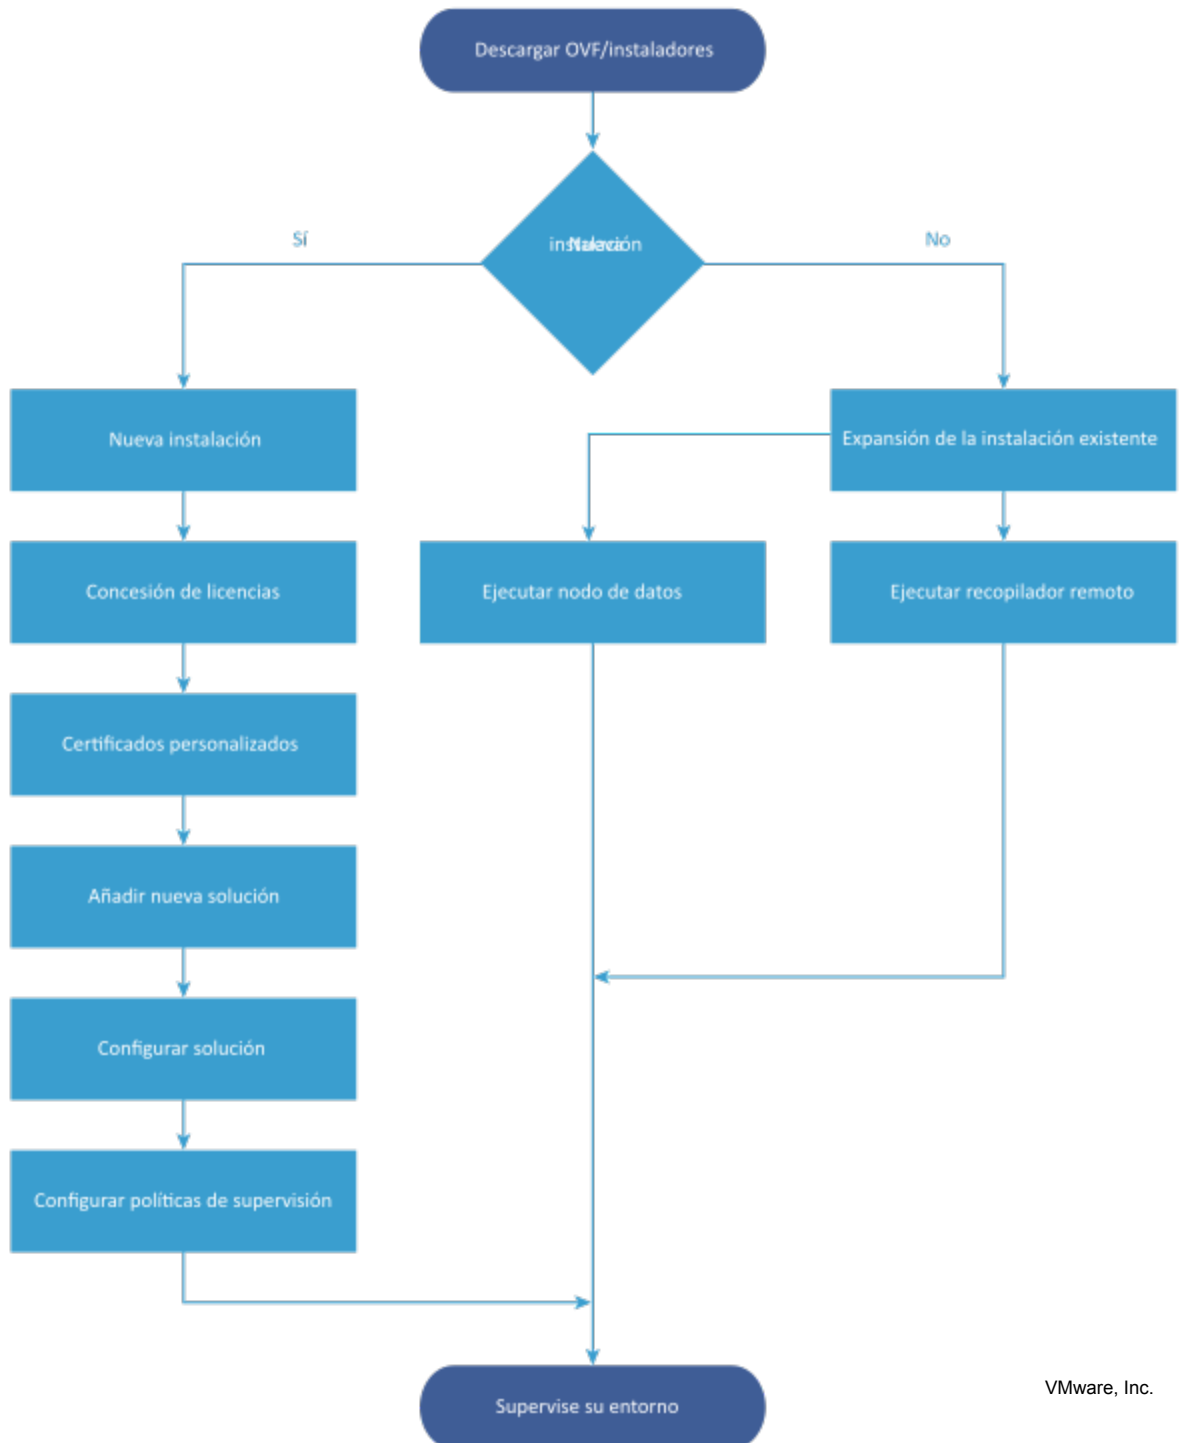 Descargar OVF/instaladores
Nueva
instalación
Sí
No
Nueva instalación
Expansión de la instalación existente
Concesión de licencias
Ejecutar nodo de datos
Ejecutar recopilador remoto
Certificados personalizados
Añadir nueva solución
Configurar solución
Configurar políticas de supervisión
Supervise su entorno
VMware, Inc.